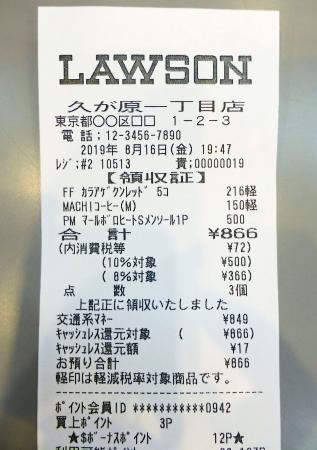 LAWSON
久が原一丁目店
東京都〇〇区□□ 1-2-3
電話:12-3456-7890
2019年 8月16日(金) 19:47
ﾚｼﾞ:#2 10513 責:00000019
【領収証】
FF カラアゲクンレッド 5コ 216軽
MACHIコーヒー(M) 150軽
PM マールボロヒートSメンソール1P 500
合 計 ¥866
(内消費税等 ¥72)
(10%対象 ¥500)
( 8%対象 ¥366)
点 数 3個
上記正に領収いたしました
交通系マネー ¥849
キャッシュレス還元対象 ( ¥866)
キャッシュレス還元額 ¥17
お預り合計 ¥866
軽印は軽減税率対象商品です。
ポイント会員ID ***********0942
買上ポイント 3P
★$ボーナスポイント 12P★